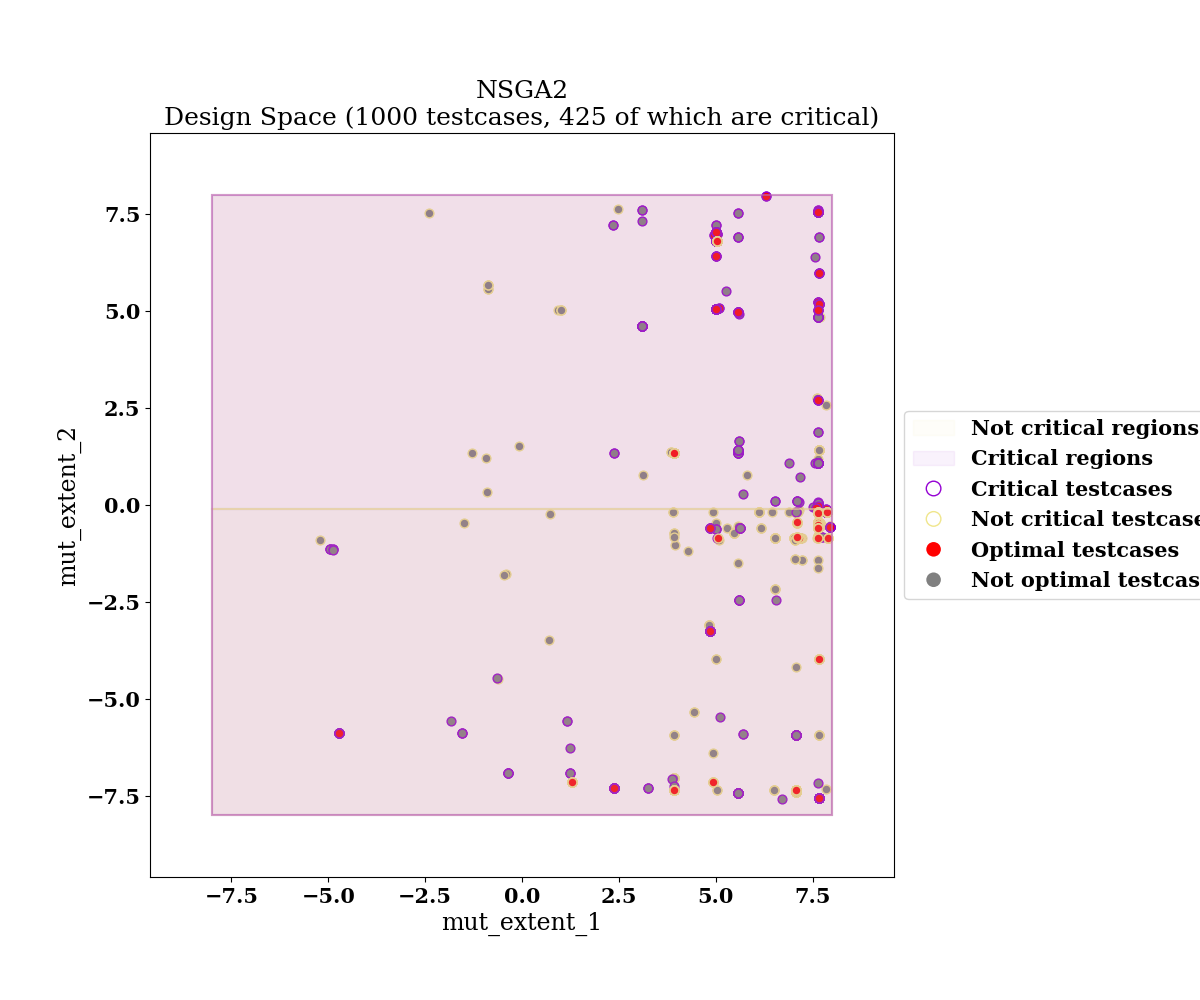 NSGA2
Design Space (1000 testcases, 425 of which are critical)
7.5
5.0
2.5
0.0
−2.5
−5.0
−7.5
mut_extent_2
−7.5
−5.0
−2.5
0.0
2.5
5.0
7.5
mut_extent_1
Not critical regions
Critical regions
Critical testcases
Not critical testcase
Optimal testcases
Not optimal testcas